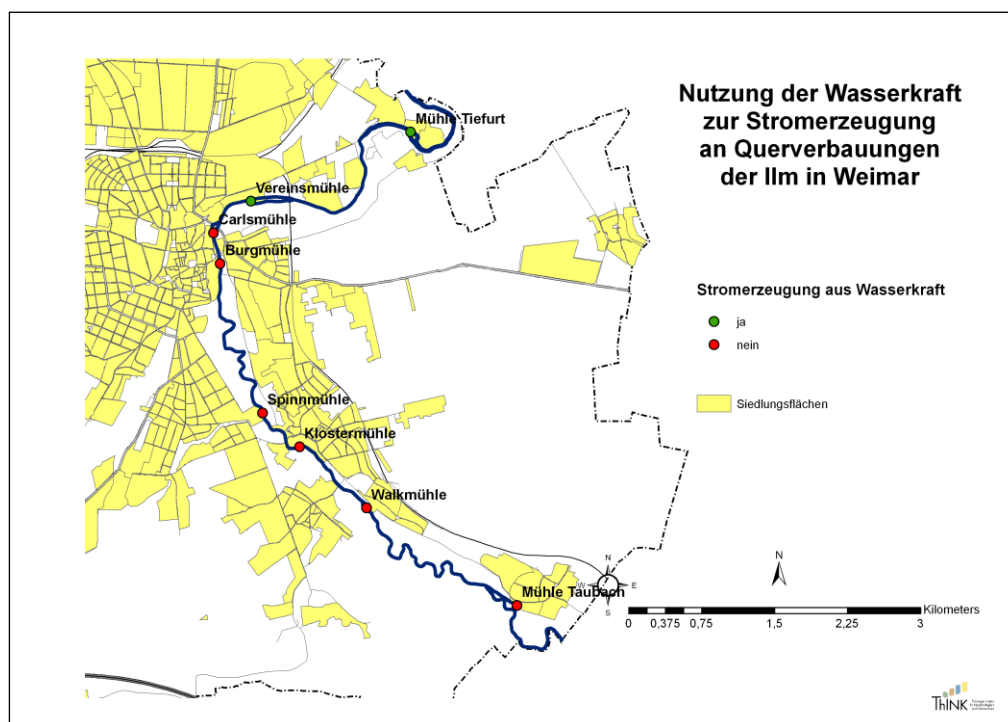 Nutzung der Wasserkraft
zur Stromerzeugung
an Querverbauungen
der Ilm in Weimar
Mühle Tiefurt
Vereinsmühle
Carlsmühle
Burgmühle
Spinnmühle
Klostermühle
Walkmühle
Mühle Taubach
Stromerzeugung aus Wasserkraft
ja
nein
Siedlungsflächen
N
W E
S
N
Kilometers
0 0,375 0,75 1,5 2,25 3
ThINK